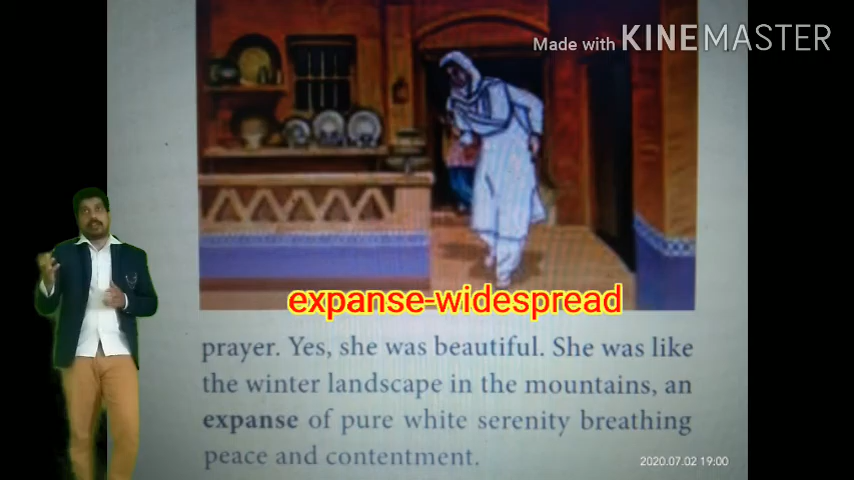 Made with KINEMASTER
expanse-widespread
prayer. Yes, she was beautiful. She was like
the winter landscape in the mountains, an
expanse of pure white serenity breathing
peace and contentment.
2020.07.02 19:00